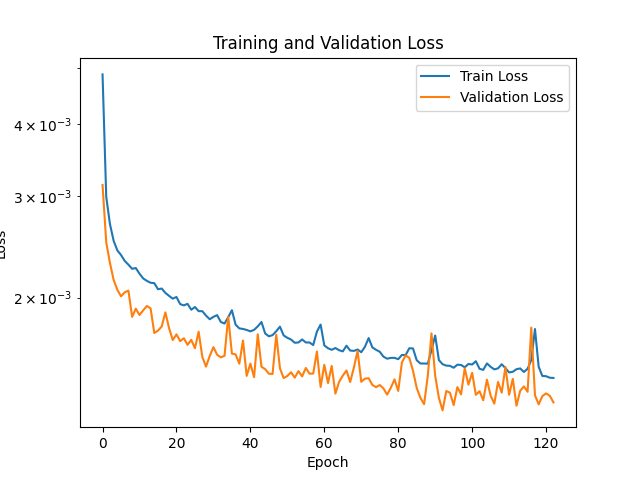 Training and Validation Loss
Train Loss
Validation Loss
4 × 10⁻³
3 × 10⁻³
2 × 10⁻³
Loss
0 20 40 60 80 100 120
Epoch